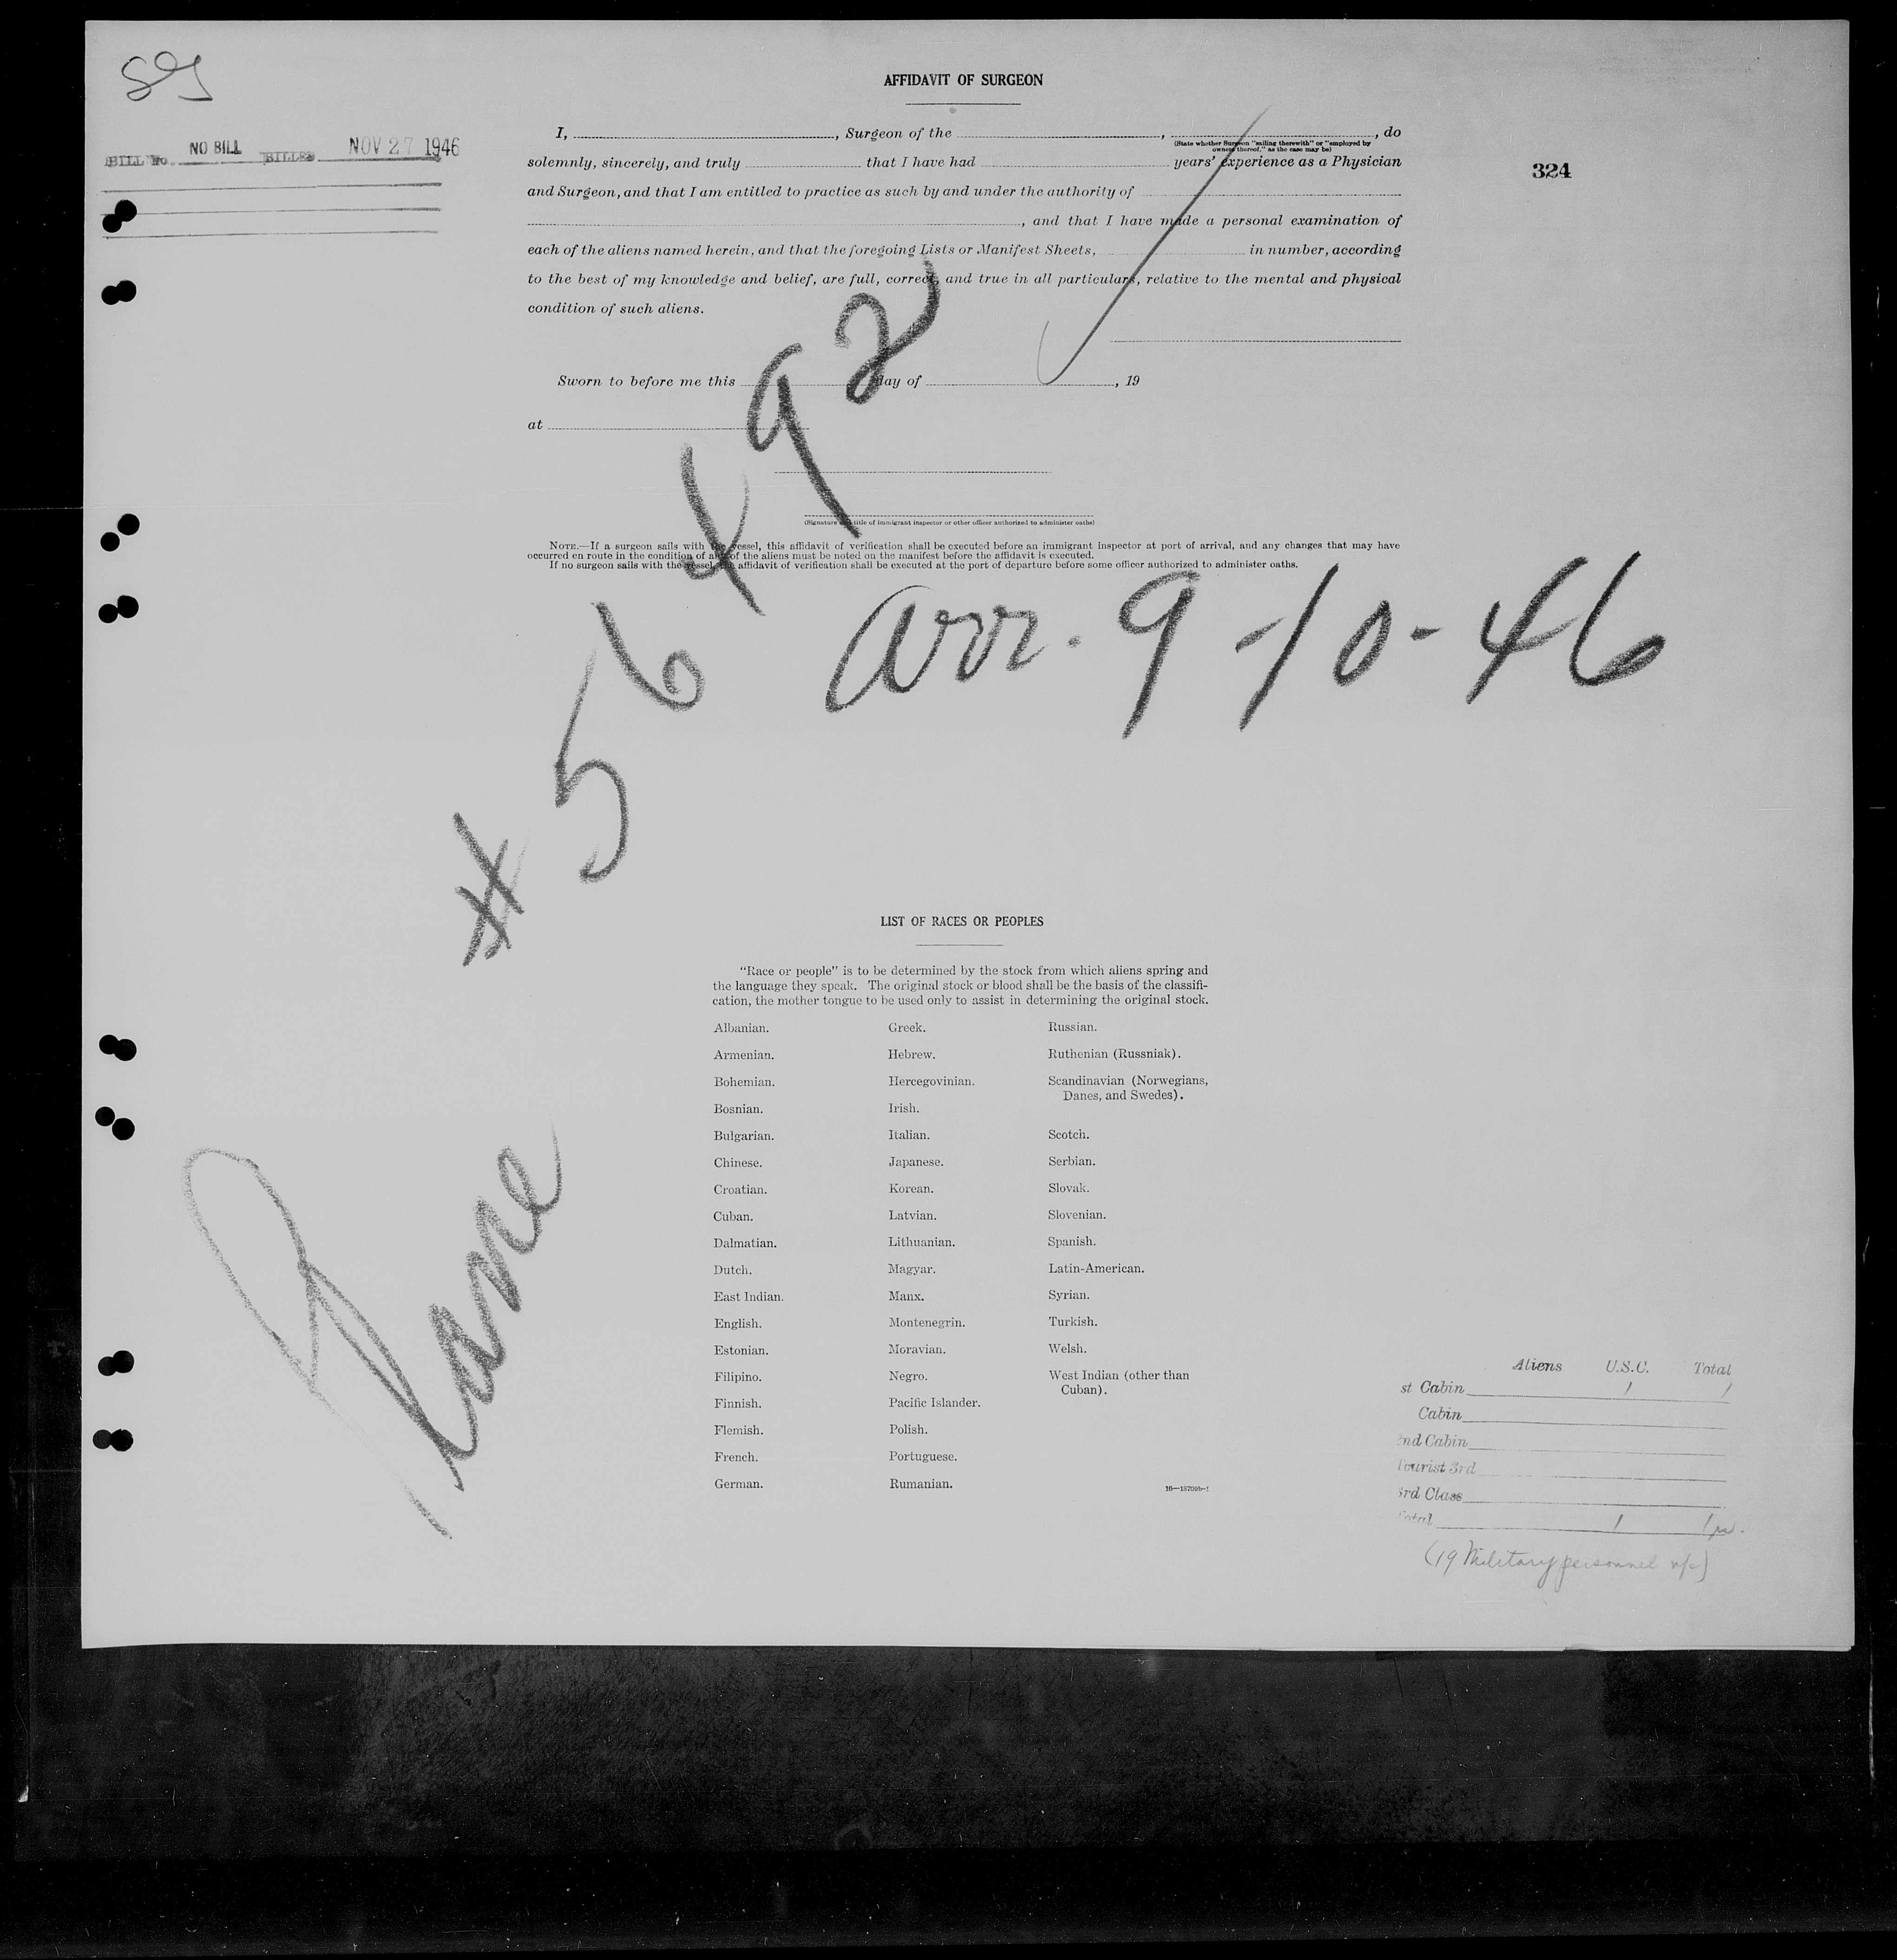 89
BILL No. NO BILL BILLED NOV 27 1946
324
AFFIDAVIT OF SURGEON
I, , Surgeon of the , , do
(State whether Surgeon "sailing therewith" or "employed by
owners thereof," as the case may be)
solemnly, sincerely, and truly that I have had years' experience as a Physician
and Surgeon, and that I am entitled to practice as such by and under the authority of
, and that I have made a personal examination of
each of the aliens named herein, and that the foregoing Lists or Manifest Sheets, in number, according
to the best of my knowledge and belief, are full, correct, and true in all particulars, relative to the mental and physical
condition of such aliens.
Sworn to before me this day of , 19
at
(Signature and title of immigrant inspector or other officer authorized to administer oaths)
NOTE.—If a surgeon sails with the vessel, this affidavit of verification shall be executed before an immigrant inspector at port of arrival, and any changes that may have
occurred en route in the condition of any of the aliens must be noted on the manifest before the affidavit is executed.
If no surgeon sails with the vessel, the affidavit of verification shall be executed at the port of departure before some officer authorized to administer oaths.
Plane # 56492
arr. 9-10-46
LIST OF RACES OR PEOPLES
"Race or people" is to be determined by the stock from which aliens spring and
the language they speak. The original stock or blood shall be the basis of the classifi-
cation, the mother tongue to be used only to assist in determining the original stock.
Albanian.
Armenian.
Bohemian.
Bosnian.
Bulgarian.
Chinese.
Croatian.
Cuban.
Dalmatian.
Dutch.
East Indian.
English.
Estonian.
Filipino.
Finnish.
Flemish.
French.
German.
Greek.
Hebrew.
Hercegovinian.
Irish.
Italian.
Japanese.
Korean.
Latvian.
Lithuanian.
Magyar.
Manx.
Montenegrin.
Moravian.
Negro.
Pacific Islander.
Polish.
Portuguese.
Rumanian.
Russian.
Ruthenian (Russniak).
Scandinavian (Norwegians,
Danes, and Swedes).
Scotch.
Serbian.
Slovak.
Slovenian.
Spanish.
Latin-American.
Syrian.
Turkish.
Welsh.
West Indian (other than
Cuban).
Aliens U.S.C. Total
st Cabin 1 1
Cabin
2nd Cabin
Tourist 3rd
3rd Class
Total 1 1
(19 Military personnel n/c)